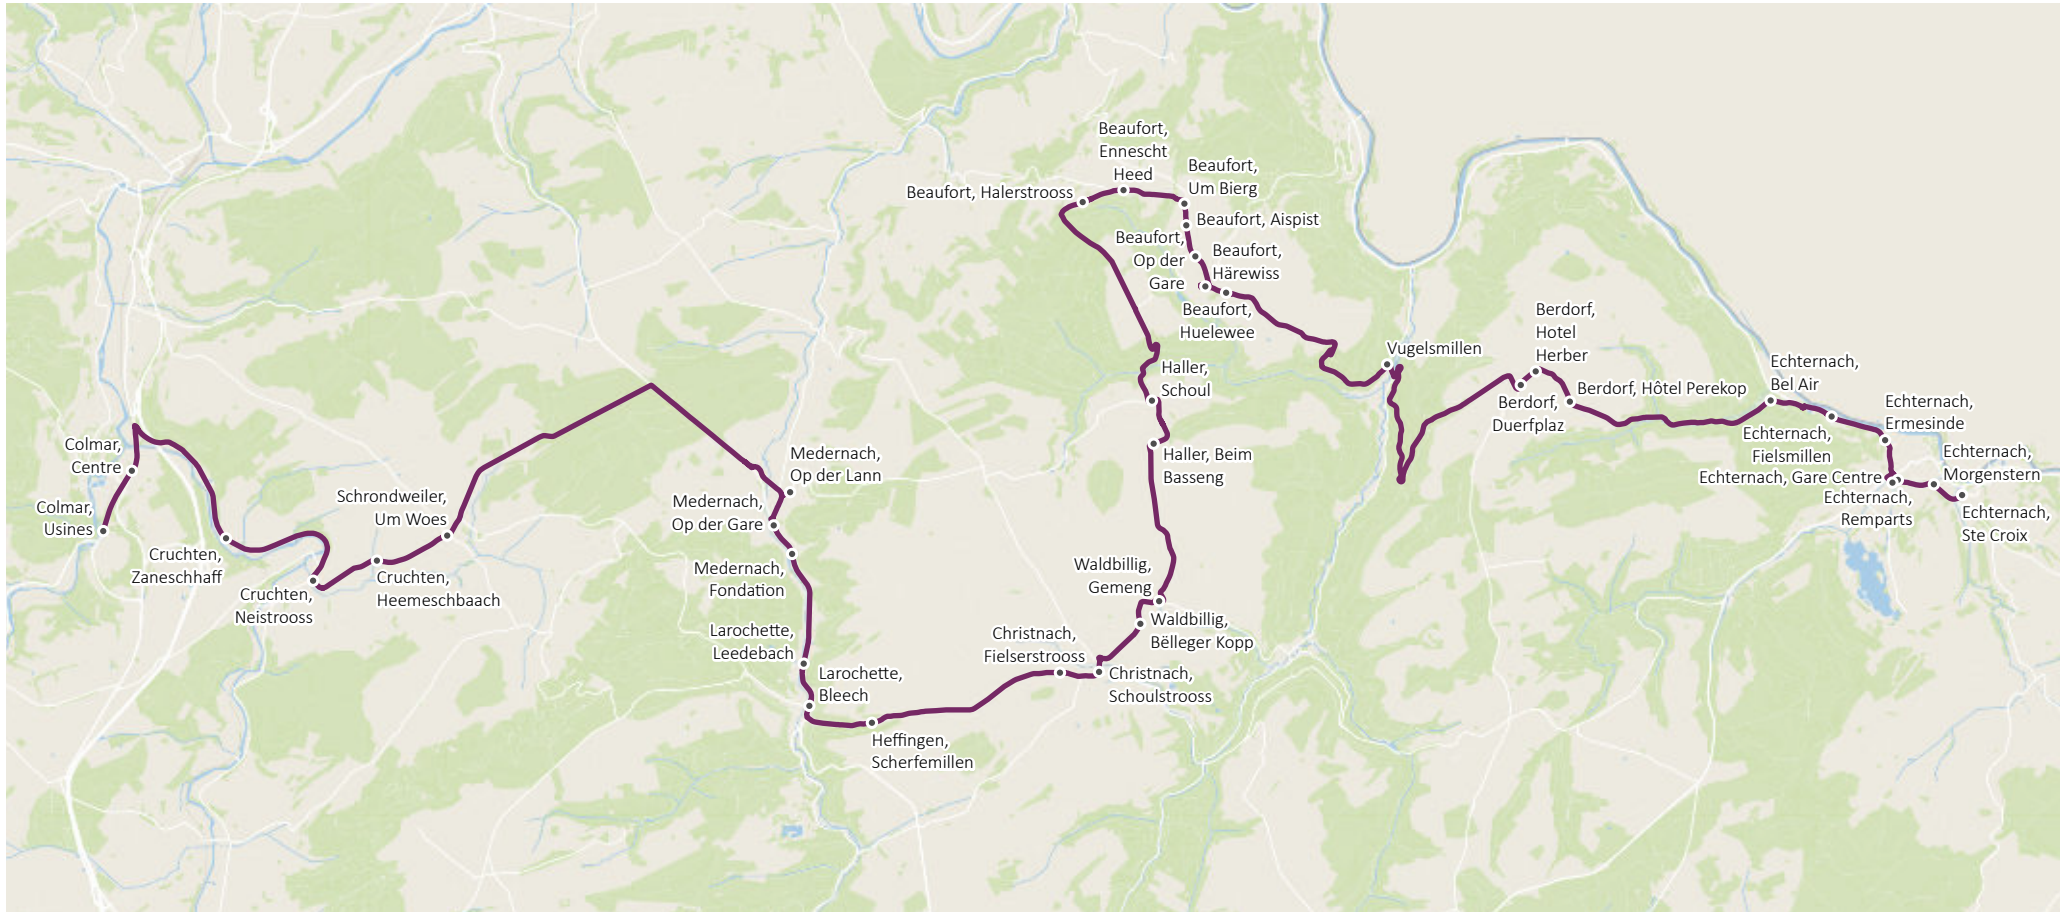 Colmar,
Usines
Colmar,
Centre
Cruchten,
Zaneschhaff
Cruchten,
Neistrooss
Cruchten,
Heemeschbaach
Schrondweiler,
Um Woes
Medernach,
Op der Lann
Medernach,
Op der Gare
Medernach,
Fondation
Larochette,
Leedebach
Larochette,
Bleech
Heffingen,
Scherfemillen
Christnach,
Fielserstrooss
Christnach,
Schoulstrooss
Waldbillig,
Bëlleger Kopp
Waldbillig,
Gemeng
Haller, Beim
Basseng
Haller,
Schoul
Beaufort, Halerstrooss
Beaufort,
Ennescht
Heed
Beaufort,
Um Bierg
Beaufort, Aispist
Beaufort,
Op der
Gare
Beaufort,
Härewiss
Beaufort,
Huelewee
Vugelsmillen
Berdorf,
Duerfplaz
Berdorf,
Hotel
Herber
Berdorf, Hôtel Perekop
Echternach,
Bel Air
Echternach,
Fielsmillen
Echternach,
Ermesinde
Echternach, Gare Centre
Echternach,
Remparts
Echternach,
Morgenstern
Echternach,
Ste Croix